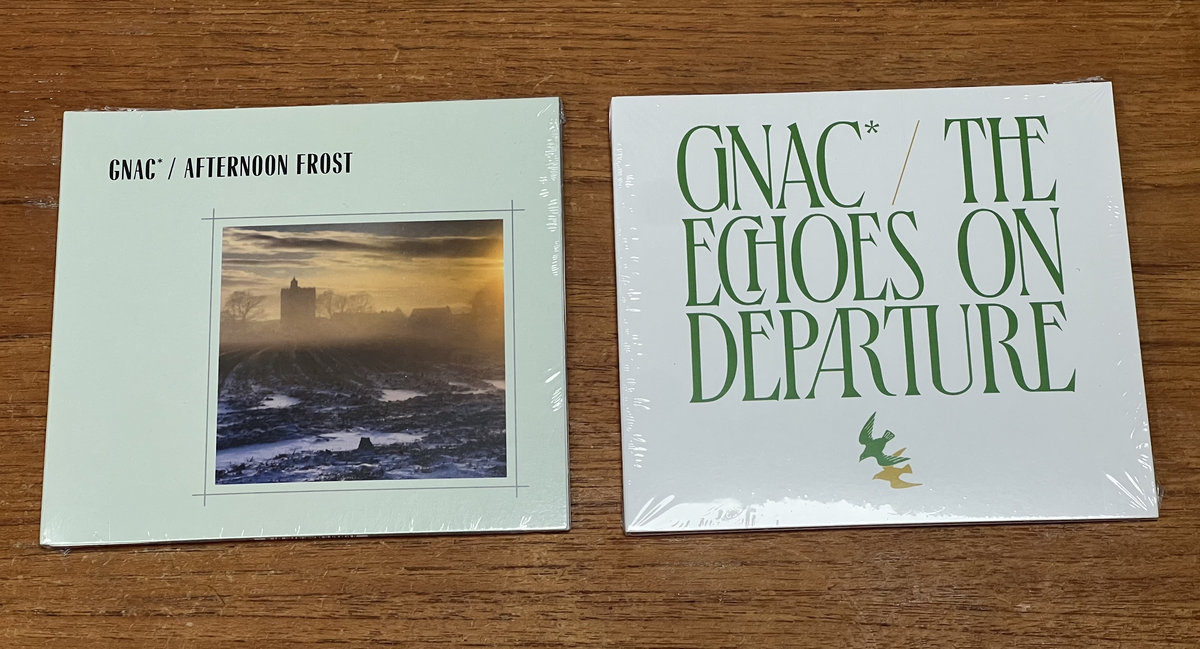 GNAC* / AFTERNOON FROST
GNAC* / THE
ECHOES ON
DEPARTURE